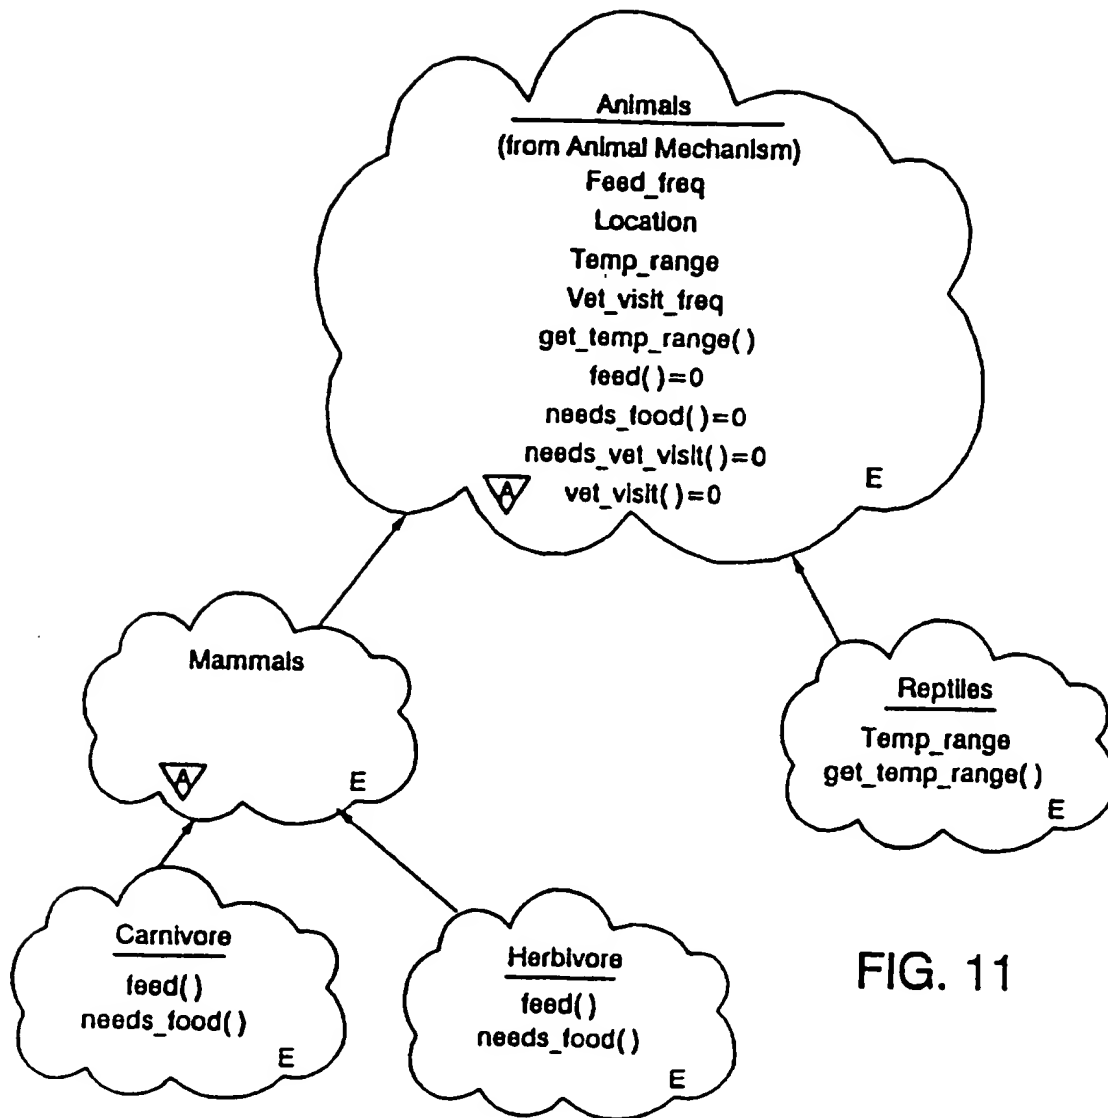 Animals
(from Animal Mechanism)
Feed_freq
Location
Temp_range
Vet_visit_freq
get_temp_range()
feed()=0
needs_food()=0
needs_vet_visit()=0
vet_visit()=0
A
E
Mammals
A
E
Reptiles
Temp_range
get_temp_range()
E
Carnivore
feed()
needs_food()
E
Herbivore
feed()
needs_food()
E
FIG. 11